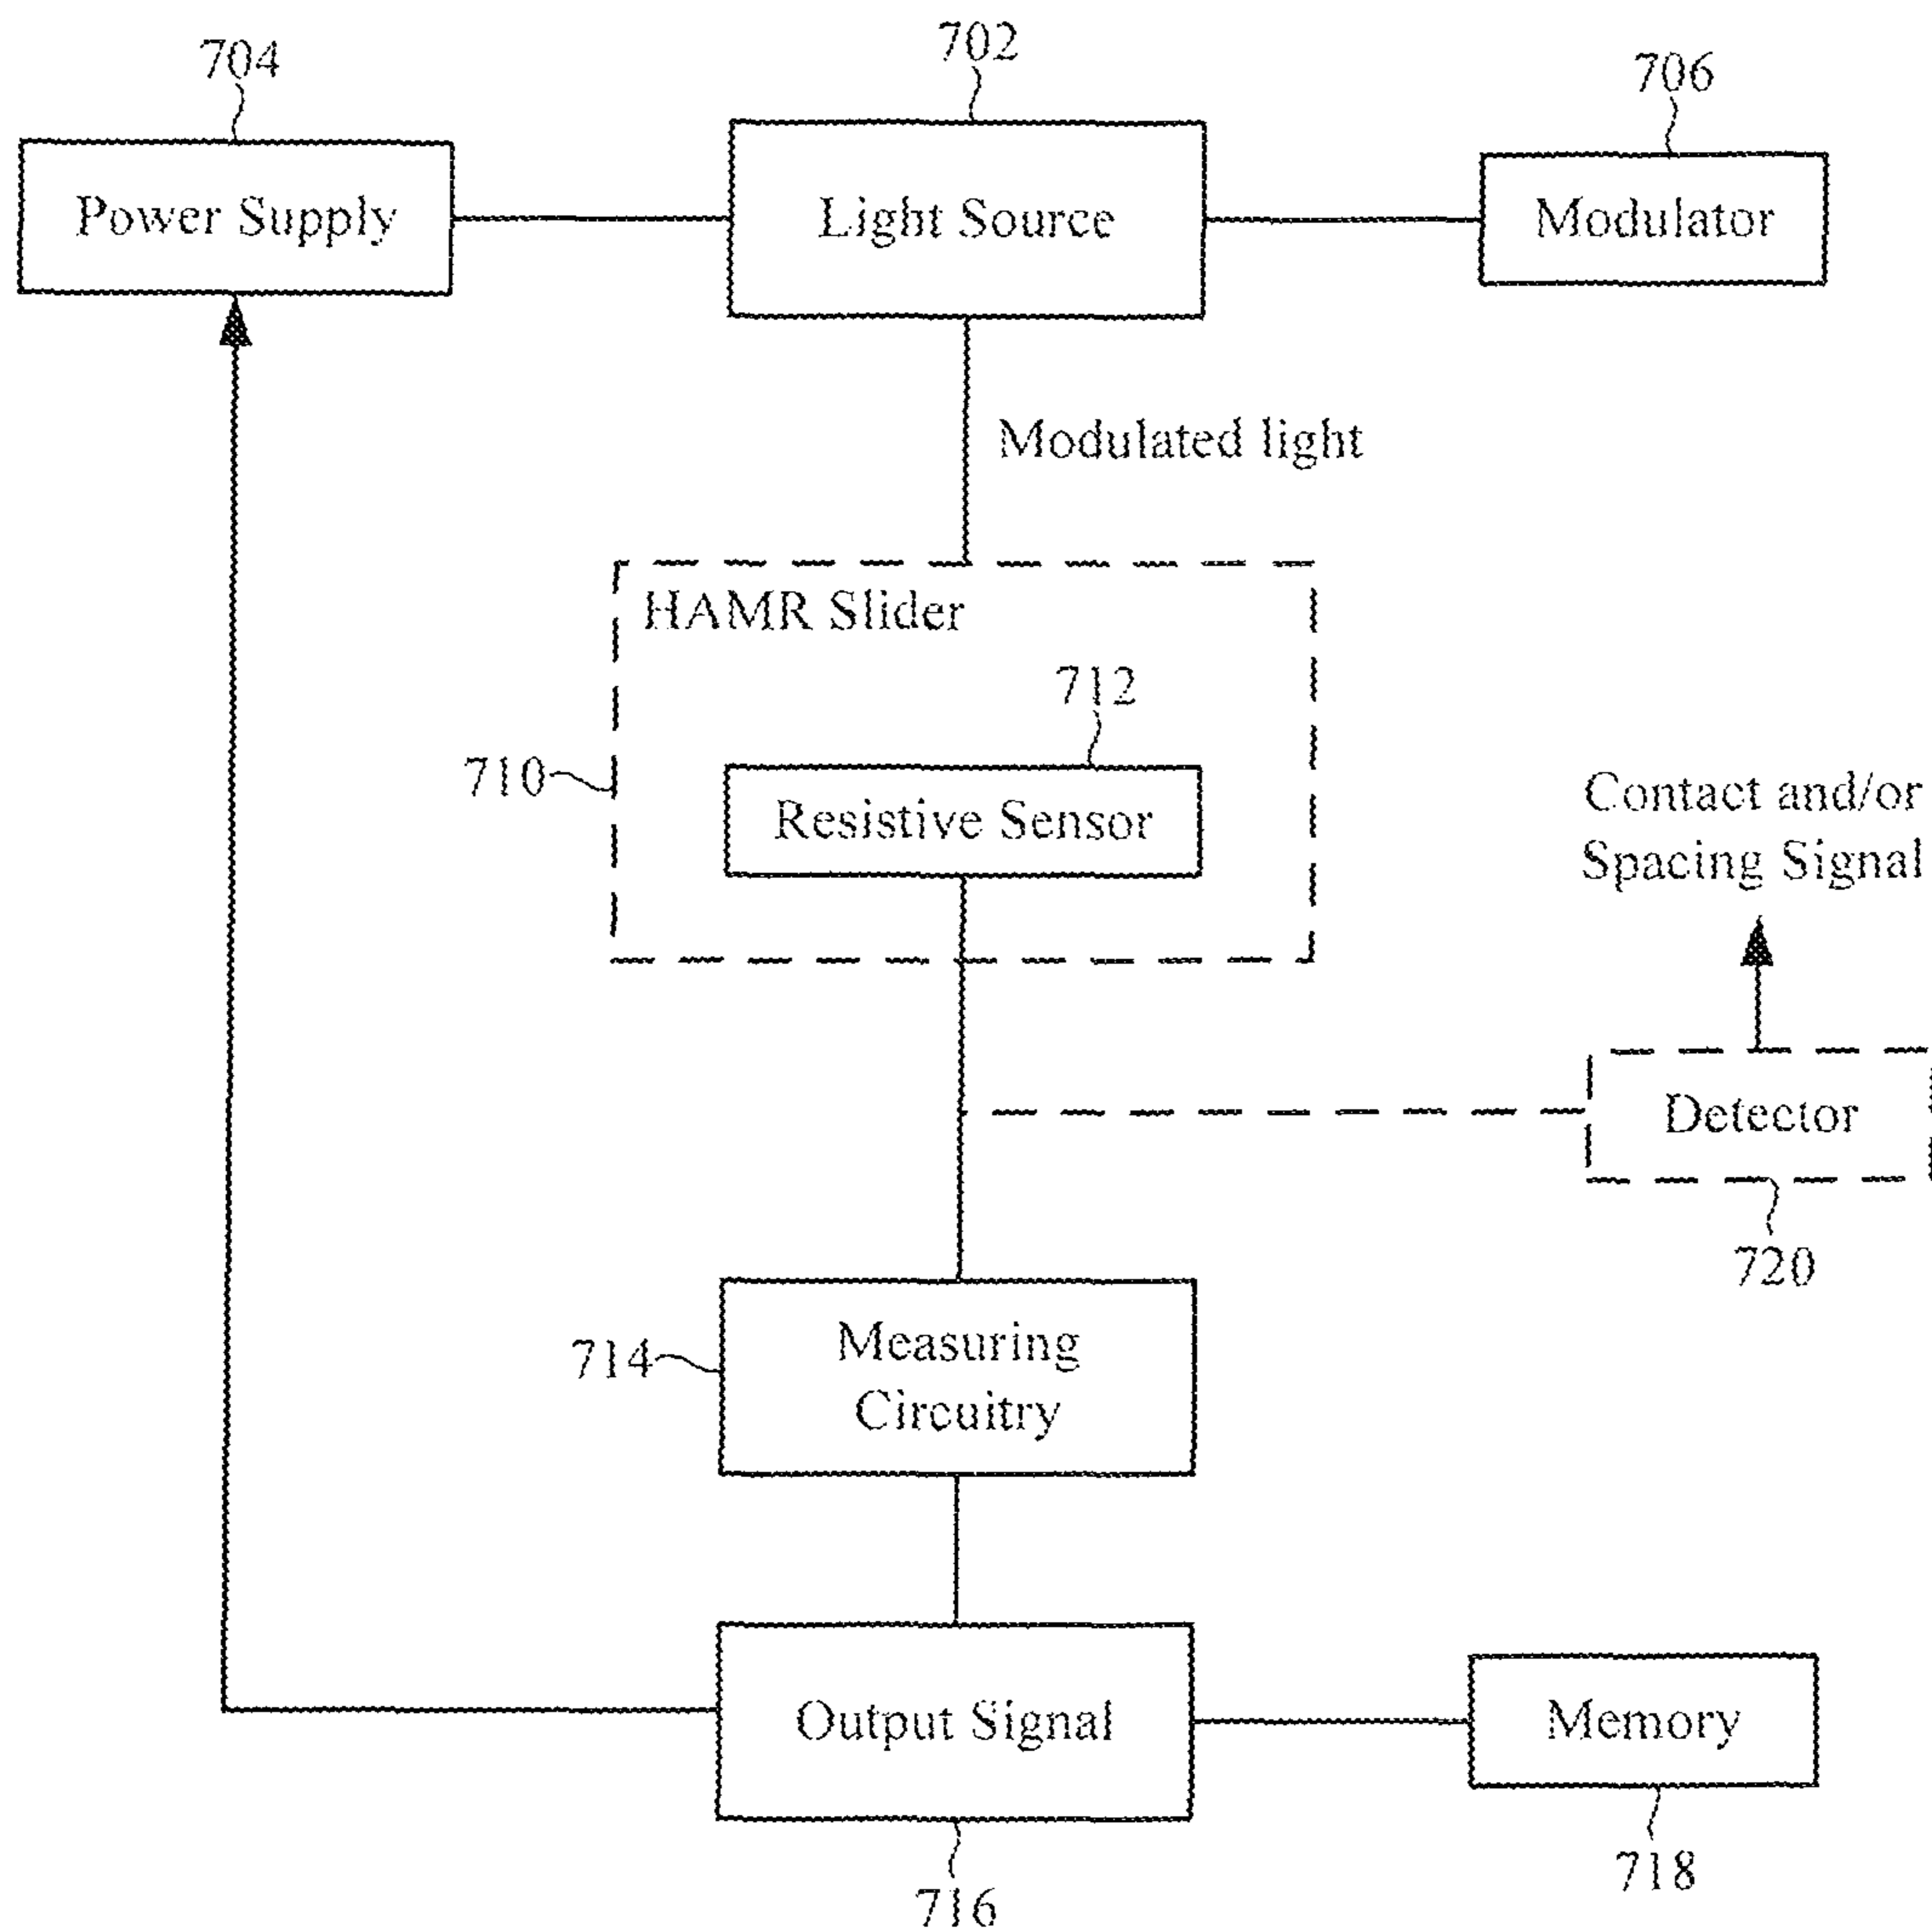 704
702
706
Power Supply
Light Source
Modulator
Modulated light
HAMR Slider
712
710
Resistive Sensor
Contact and/or
Spacing Signal
Detector
720
714
Measuring
Circuitry
Output Signal
Memory
718
716